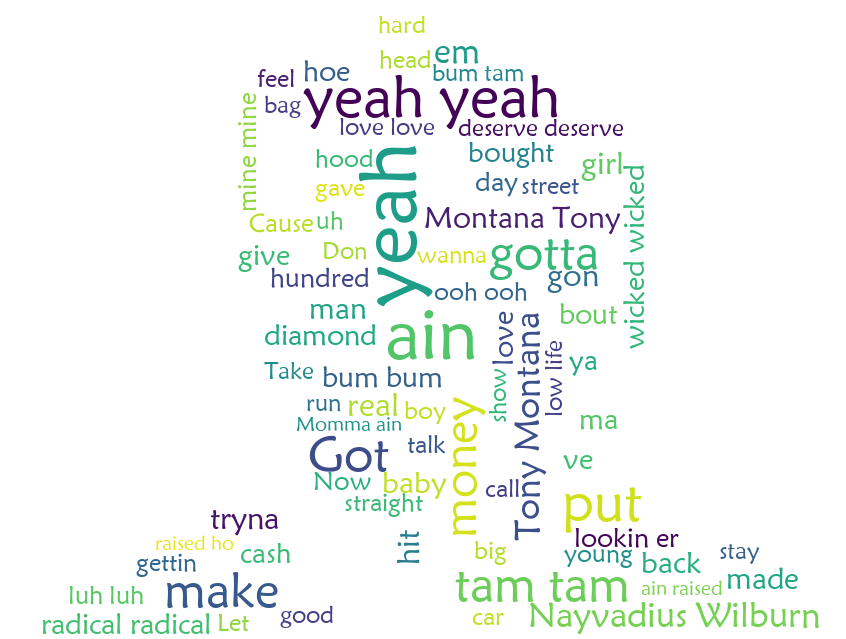 hard
em
head
bum tam
hoe
feel
bag
yeah yeah
love love
deserve deserve
mine mine
bought
hood
yeah
girl
day
street
gave
wicked wicked
Montana Tony
Cause
uh
give
Don
wanna
gotta
hundred
gon
ooh ooh
man
bout
diamond
ain
love
Tony Montana
low life
ya
Take
bum bum
show
run
real
boy
money
ma
Momma ain
Got
talk
ve
Now
baby
call
straight
put
tryna
hit
lookin er
raised ho
gettin
cash
big
young
back
stay
make
tam tam
ain raised
made
luh luh
good
car
Nayvadius Wilburn
radical radical
Let